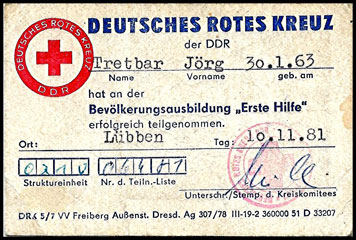 DEUTSCHES ROTES KREUZ
DDR
DEUTSCHES ROTES KREUZ
der DDR
Tretbar Jörg 30.1.63
Name Vorname geb. am
hat an der
Bevölkerungsausbildung „Erste Hilfe"
erfolgreich teilgenommen.
Ort: Lübben Tag: 10.11.81
Struktureinheit Nr. d. Teiln.-Liste
Unterschr./Stemp. d. Kreiskomitees
DRK 5/7 VV Freiberg Außenst. Dresd. Ag 307/78 III-19-2 360000 51 D 33207